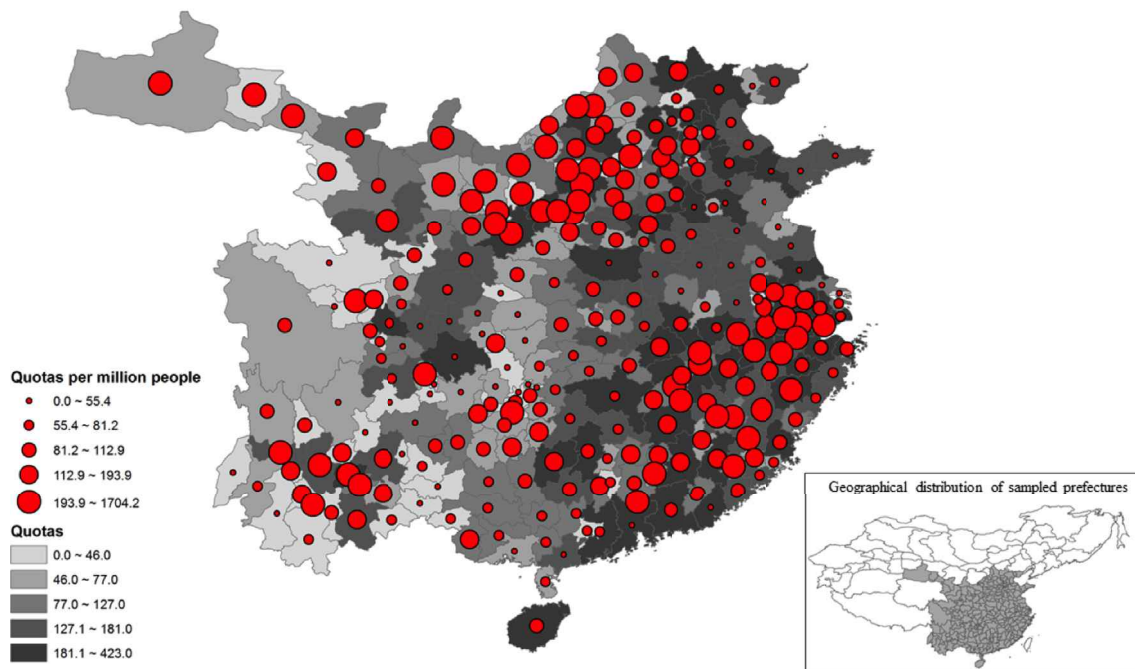 Quotas per million people
0.0 ~ 55.4
55.4 ~ 81.2
81.2 ~ 112.9
112.9 ~ 193.9
193.9 ~ 1704.2
Quotas
0.0 ~ 46.0
46.0 ~ 77.0
77.0 ~ 127.0
127.1 ~ 181.0
181.1 ~ 423.0
Geographical distribution of sampled prefectures